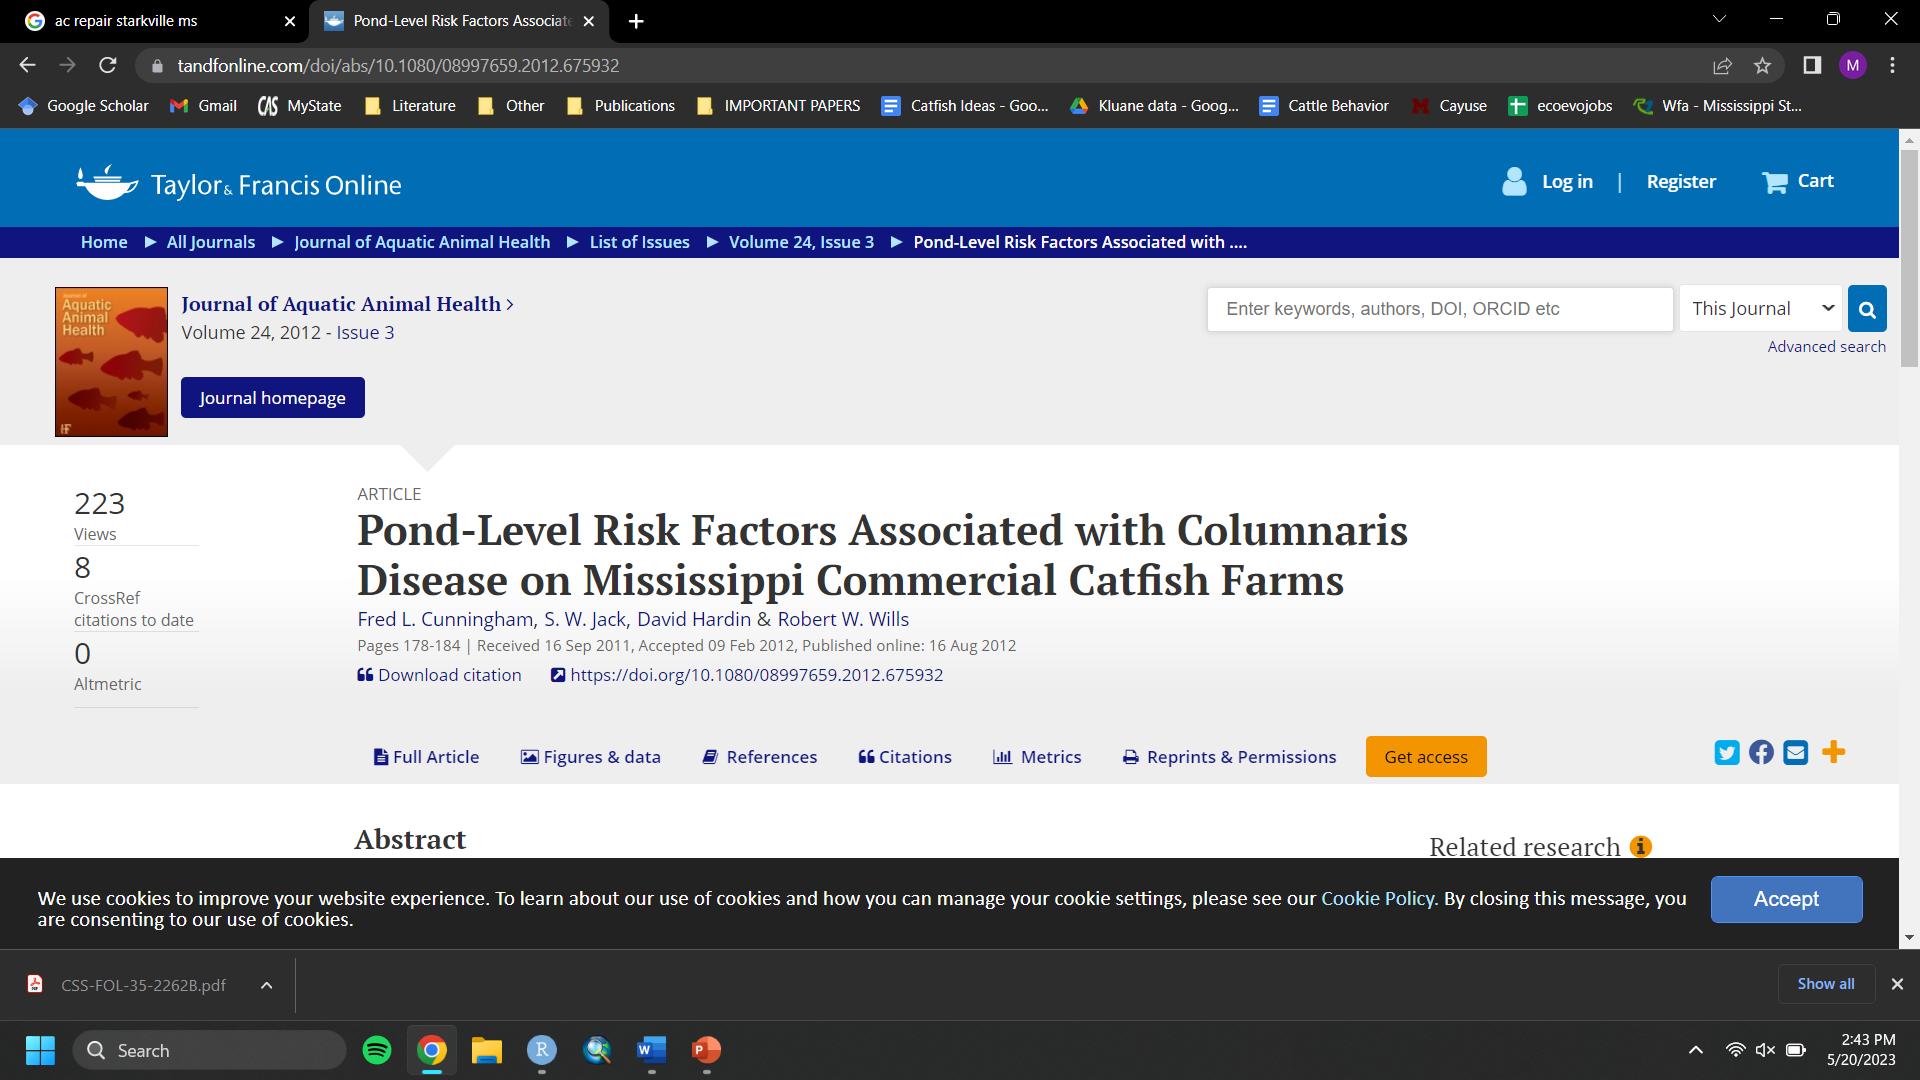 ac repair starkville ms
Pond-Level Risk Factors Associate
tandfonline.com/doi/abs/10.1080/08997659.2012.675932
M
Google Scholar
Gmail
CAS MyState
Literature
Other
Publications
IMPORTANT PAPERS
Catfish Ideas - Goo...
Kluane data - Goog...
Cattle Behavior
Cayuse
ecoevojobs
Wfa - Mississippi St...
Taylor & Francis Online
Log in | Register
Cart
Home
All Journals
Journal of Aquatic Animal Health
List of Issues
Volume 24, Issue 3
Pond-Level Risk Factors Associated with ....
Journal of
Aquatic
Animal
Health
Journal of Aquatic Animal Health >
Volume 24, 2012 - Issue 3
Journal homepage
Enter keywords, authors, DOI, ORCID etc
This Journal
Advanced search
223
Views
8
CrossRef
citations to date
0
Altmetric
ARTICLE
Pond-Level Risk Factors Associated with Columnaris
Disease on Mississippi Commercial Catfish Farms
Fred L. Cunningham, S. W. Jack, David Hardin & Robert W. Wills
Pages 178-184 | Received 16 Sep 2011, Accepted 09 Feb 2012, Published online: 16 Aug 2012
Download citation
https://doi.org/10.1080/08997659.2012.675932
Full Article
Figures & data
References
Citations
Metrics
Reprints & Permissions
Get access
Abstract
Related research
We use cookies to improve your website experience. To learn about our use of cookies and how you can manage your cookie settings, please see our Cookie Policy. By closing this message, you
are consenting to our use of cookies.
Accept
CSS-FOL-35-2262B.pdf
Show all
Search
R
W
P
2:43 PM
5/20/2023